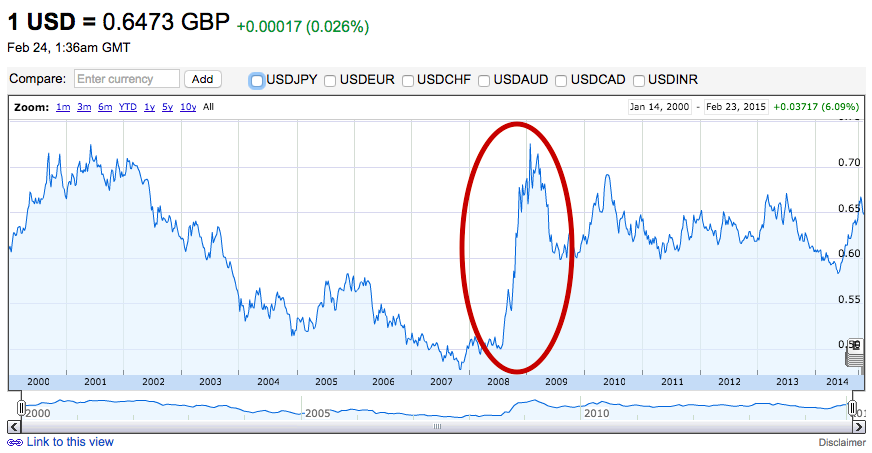 1 USD = 0.6473 GBP +0.00017 (0.026%)
Feb 24, 1:36am GMT
Compare: Enter currency Add USDJPY USDEUR USDCHF USDAUD USDCAD USDINR
Zoom: 1m 3m 6m YTD 1y 5y 10y All Jan 14, 2000 - Feb 23, 2015 +0.03717 (6.09%)
0.70
0.65
0.60
0.55
2000 2001 2002 2003 2004 2005 2006 2007 2008 2009 2010 2011 2012 2013 2014
2000 2005 2010
Link to this view Disclaimer